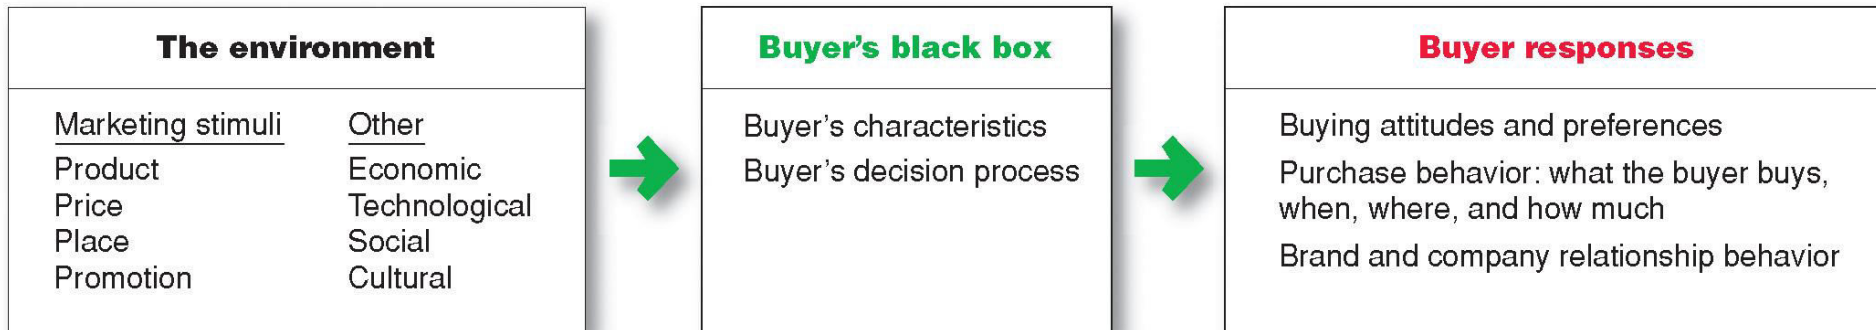 The environment
Marketing stimuli
Product
Price
Place
Promotion
Other
Economic
Technological
Social
Cultural
Buyer’s black box
Buyer’s characteristics
Buyer’s decision process
Buyer responses
Buying attitudes and preferences
Purchase behavior: what the buyer buys,
when, where, and how much
Brand and company relationship behavior